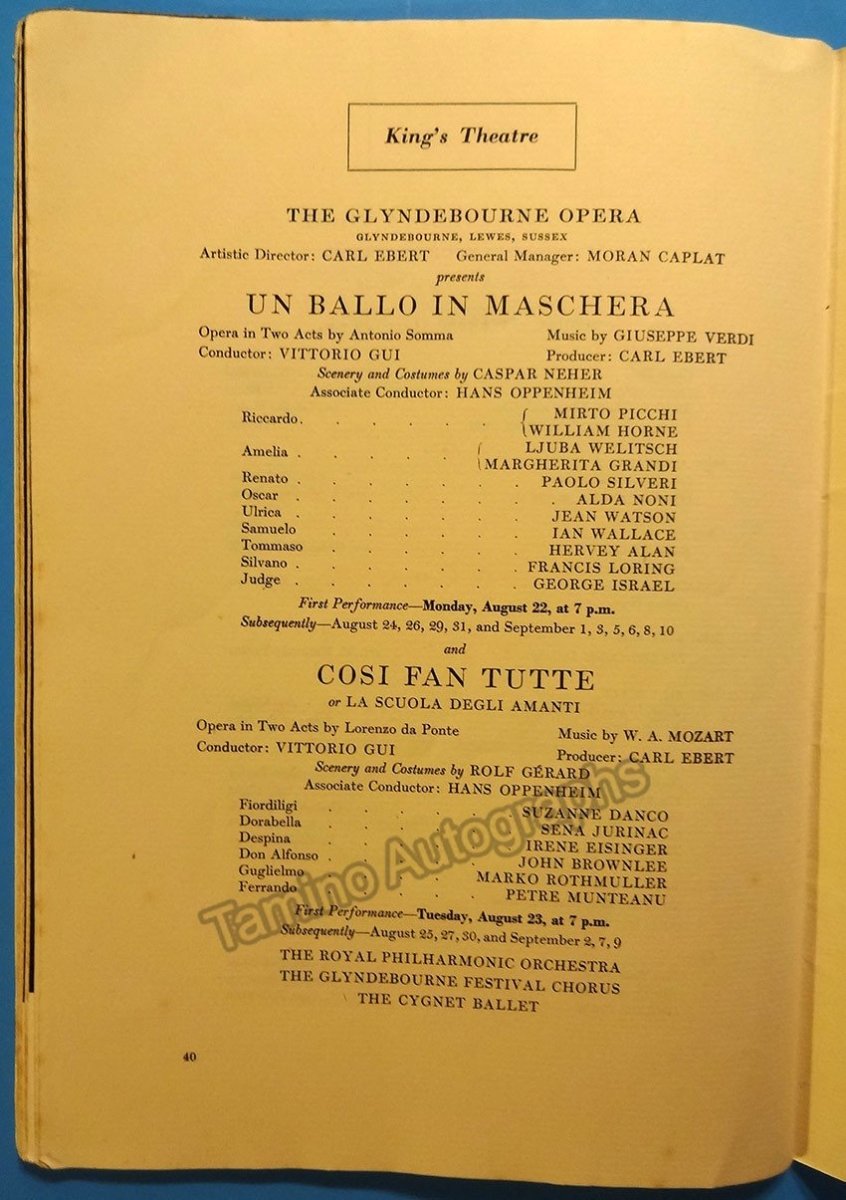 King's Theatre
THE GLYNDEBOURNE OPERA
GLYNDEBOURNE, LEWES, SUSSEX
Artistic Director: CARL EBERT General Manager: MORAN CAPLAT
presents
UN BALLO IN MASCHERA
Opera in Two Acts by Antonio Somma Music by GIUSEPPE VERDI
Conductor: VITTORIO GUI Producer: CARL EBERT
Scenery and Costumes by CASPAR NEHER
Associate Conductor: HANS OPPENHEIM
Riccardo. . . . . . { MIRTO PICCHI
WILLIAM HORNE
Amelia . . . . . { LJUBA WELITSCH
MARGHERITA GRANDI
Renato . . . . . . . PAOLO SILVERI
Oscar . . . . . . . . ALDA NONI
Ulrica . . . . . . . JEAN WATSON
Samuelo . . . . . . IAN WALLACE
Tommaso . . . . . . HERVEY ALAN
Silvano . . . . . . . FRANCIS LORING
Judge . . . . . . . GEORGE ISRAEL
First Performance—Monday, August 22, at 7 p.m.
Subsequently—August 24, 26, 29, 31, and September 1, 3, 5, 6, 8, 10
and
COSI FAN TUTTE
or LA SCUOLA DEGLI AMANTI
Opera in Two Acts by Lorenzo da Ponte Music by W. A. MOZART
Conductor: VITTORIO GUI Producer: CARL EBERT
Scenery and Costumes by ROLF GÉRARD
Associate Conductor: HANS OPPENHEIM
Fiordiligi . . . . . . SUZANNE DANCO
Dorabella . . . . . . SENA JURINAC
Despina . . . . . . IRENE EISINGER
Don Alfonso . . . . . . JOHN BROWNLEE
Guglielmo . . . . . MARKO ROTHMULLER
Ferrando . . . . . PETRE MUNTEANU
First Performance—Tuesday, August 23, at 7 p.m.
Subsequently—August 25, 27, 30, and September 2, 7, 9
THE ROYAL PHILHARMONIC ORCHESTRA
THE GLYNDEBOURNE FESTIVAL CHORUS
THE CYGNET BALLET
40
Tamino Autographs